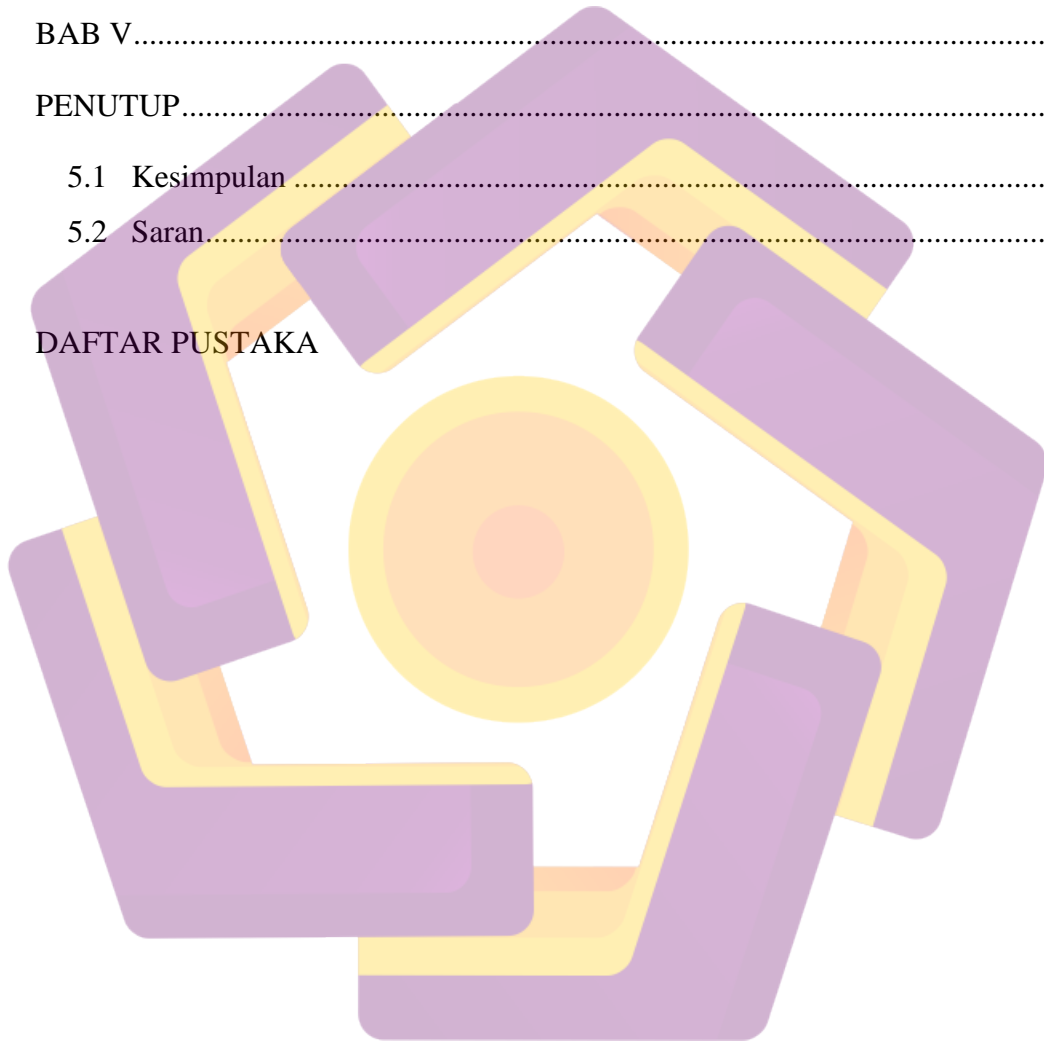 BAB V..................................................................................................................
PENUTUP............................................................................................................
5.1 Kesimpulan ..............................................................................................
5.2 Saran.........................................................................................................
DAFTAR PUSTAKA